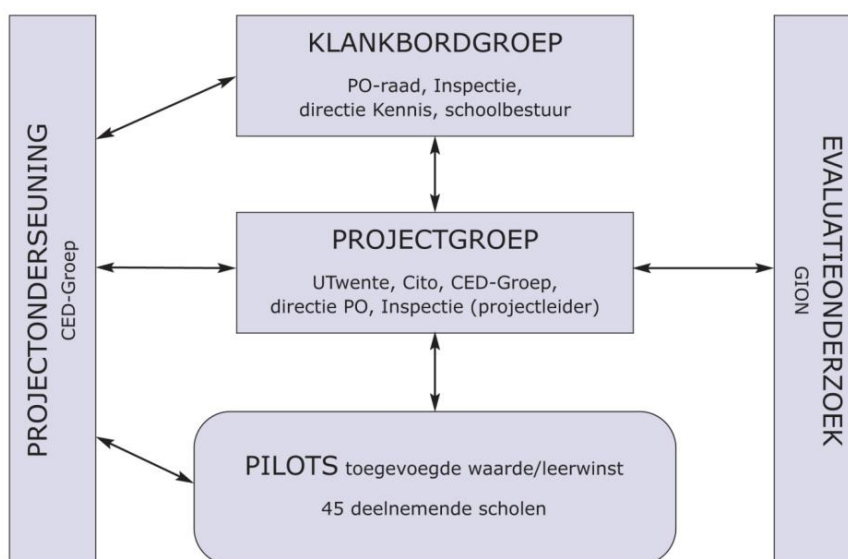 PROJECTONDERSEUNING
CED-Groep
KLANKBORDGROEP
PO-raad, Inspectie,
directie Kennis, schoolbestuur
PROJECTGROEP
UTwente, Cito, CED-Groep,
directie PO, Inspectie (projectleider)
PILOTS toegevoegde waarde/leerwinst
45 deelnemende scholen
EVALUATIEONDERZOEK
GION